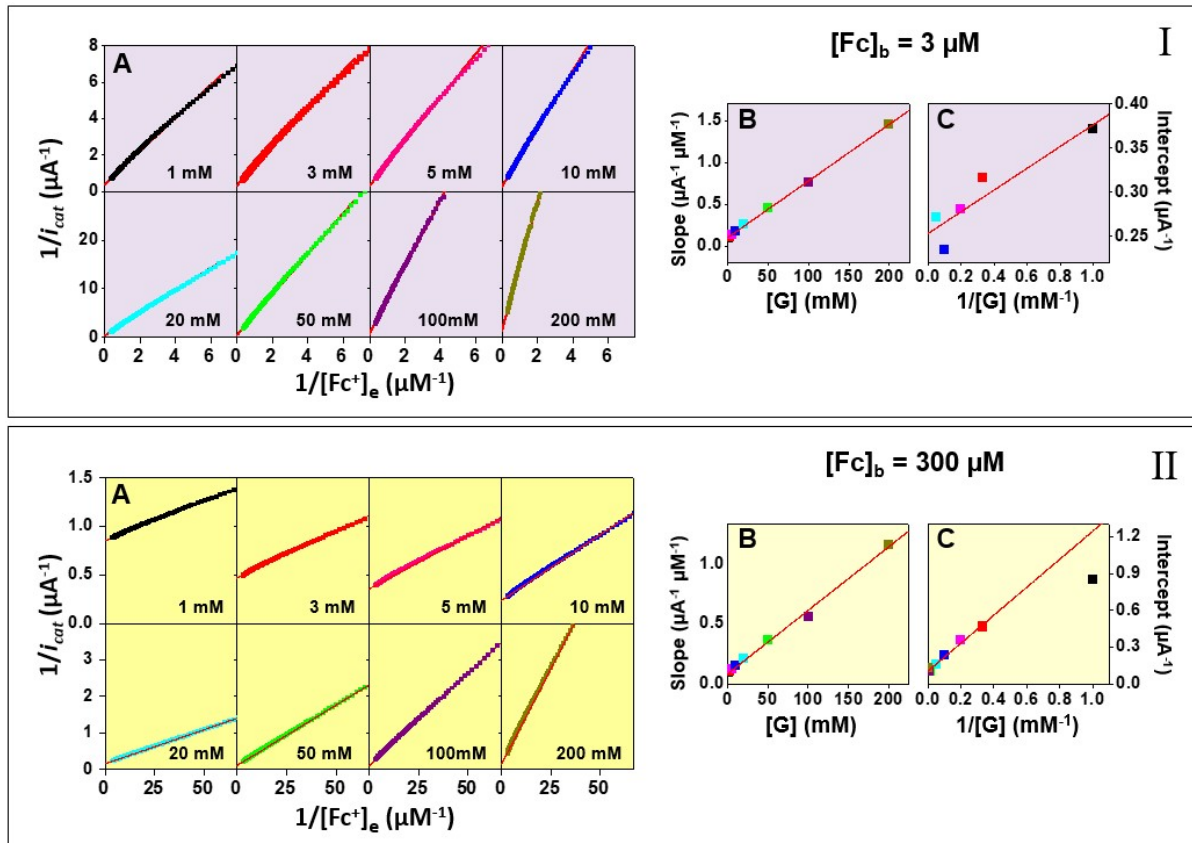 [Fc]b = 3 µM
I
A
8
6
4
2
0
1 mM
3 mM
5 mM
10 mM
20
10
0
20 mM
50 mM
100mM
200 mM
0 2 4 6 0 2 4 6 0 2 4 6 0 2 4 6
1/icat (µA-1)
1/[Fc+]e (µM-1)
B
1.5
1.0
0.5
0.0
Slope (µA-1 µM-1)
0 50 100 150 200
[G] (mM)
C
0.40
0.35
0.30
0.25
Intercept (µA-1)
0.0 0.2 0.4 0.6 0.8 1.0
1/[G] (mM-1)
[Fc]b = 300 µM
II
A
1.5
1.0
0.5
0.0
1 mM
3 mM
5 mM
10 mM
3
2
1
0
20 mM
50 mM
100mM
200 mM
0 25 50 0 25 50 0 25 50 0 25 50
1/icat (µA-1)
1/[Fc+]e (µM-1)
B
1.0
0.5
0.0
Slope (µA-1 µM-1)
0 50 100 150 200
[G] (mM)
C
1.2
0.9
0.6
0.3
0.0
Intercept (µA-1)
0.0 0.2 0.4 0.6 0.8 1.0
1/[G] (mM-1)